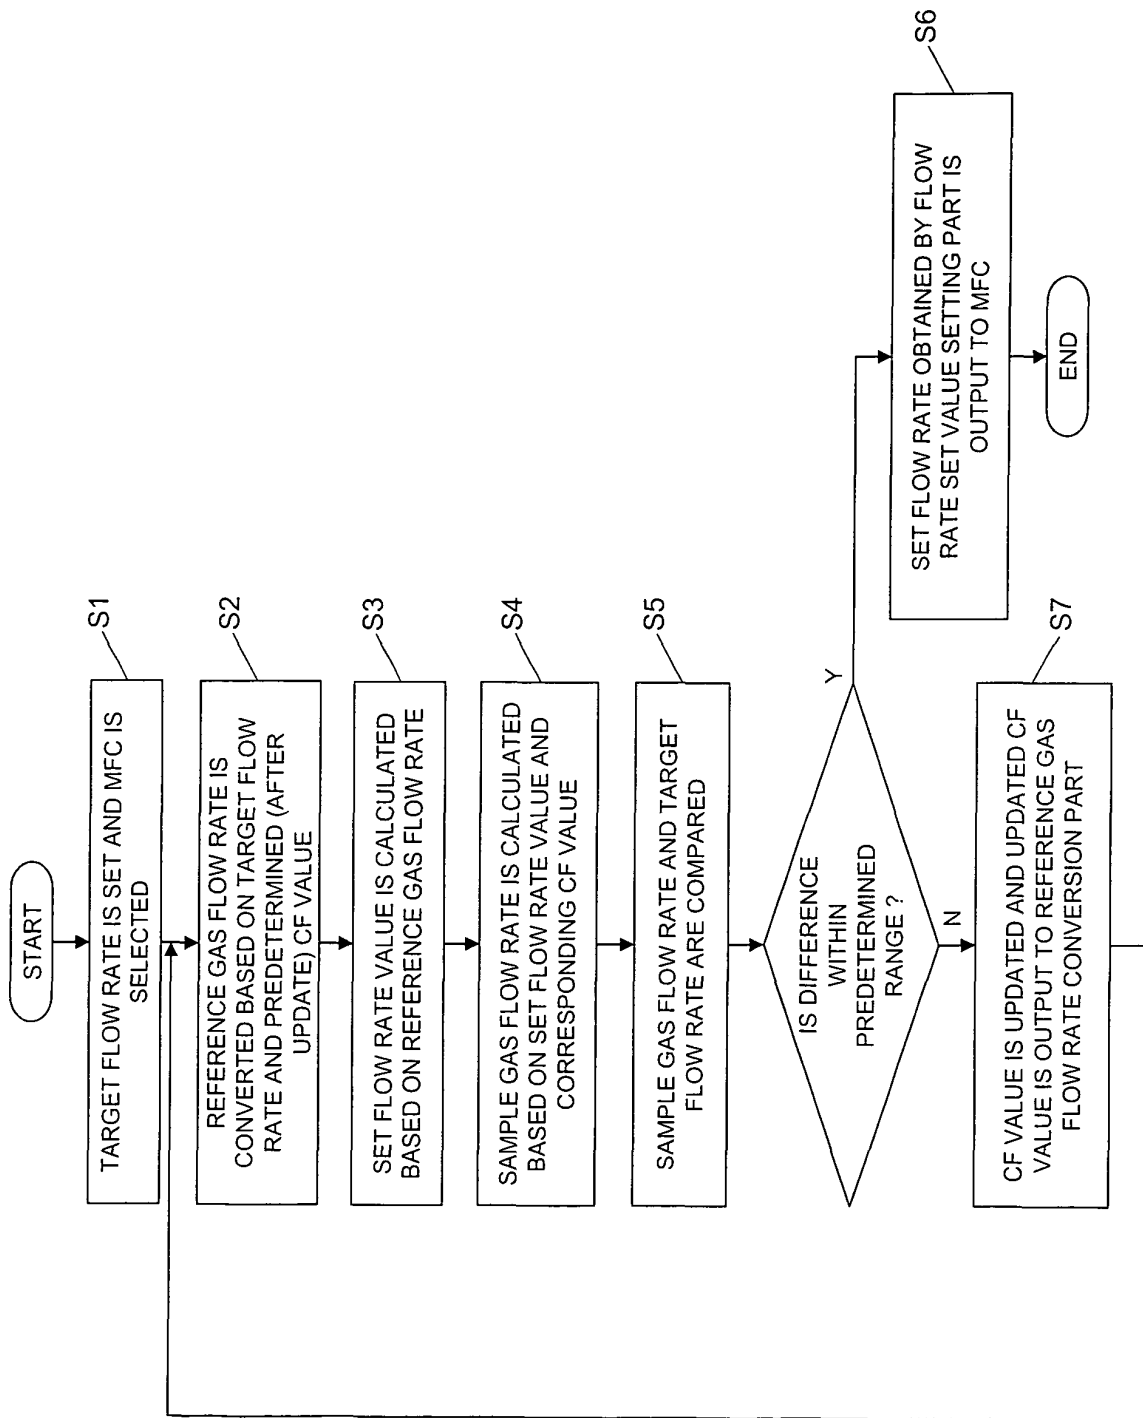 START
S1
TARGET FLOW RATE IS SET AND MFC IS
SELECTED
S2
REFERENCE GAS FLOW RATE IS
CONVERTED BASED ON TARGET FLOW
RATE AND PREDETERMINED (AFTER
UPDATE) CF VALUE
S3
SET FLOW RATE VALUE IS CALCULATED
BASED ON REFERENCE GAS FLOW RATE
S4
SAMPLE GAS FLOW RATE IS CALCULATED
BASED ON SET FLOW RATE VALUE AND
CORRESPONDING CF VALUE
S5
SAMPLE GAS FLOW RATE AND TARGET
FLOW RATE ARE COMPARED
IS DIFFERENCE
WITHIN
PREDETERMINED
RANGE ?
Y
N
S6
SET FLOW RATE OBTAINED BY FLOW
RATE SET VALUE SETTING PART IS
OUTPUT TO MFC
END
S7
CF VALUE IS UPDATED AND UPDATED CF
VALUE IS OUTPUT TO REFERENCE GAS
FLOW RATE CONVERSION PART